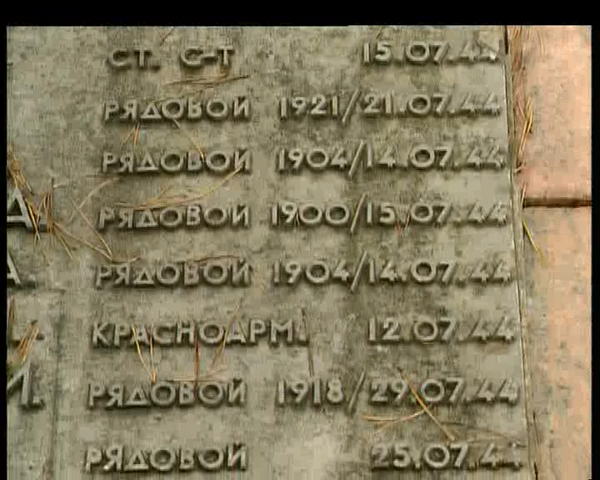 СТ. С-Т 15.07.44
РЯДОВОЙ 1921/21.07.44
РЯДОВОЙ 1904/14.07.44
Д. РЯДОВОЙ 1900/15.07.44
А. РЯДОВОЙ 1904/14.07.44
КРАСНОАРМ. 12.07.44
РЯДОВОЙ 1918/29.07.44
РЯДОВОЙ 25.07.44